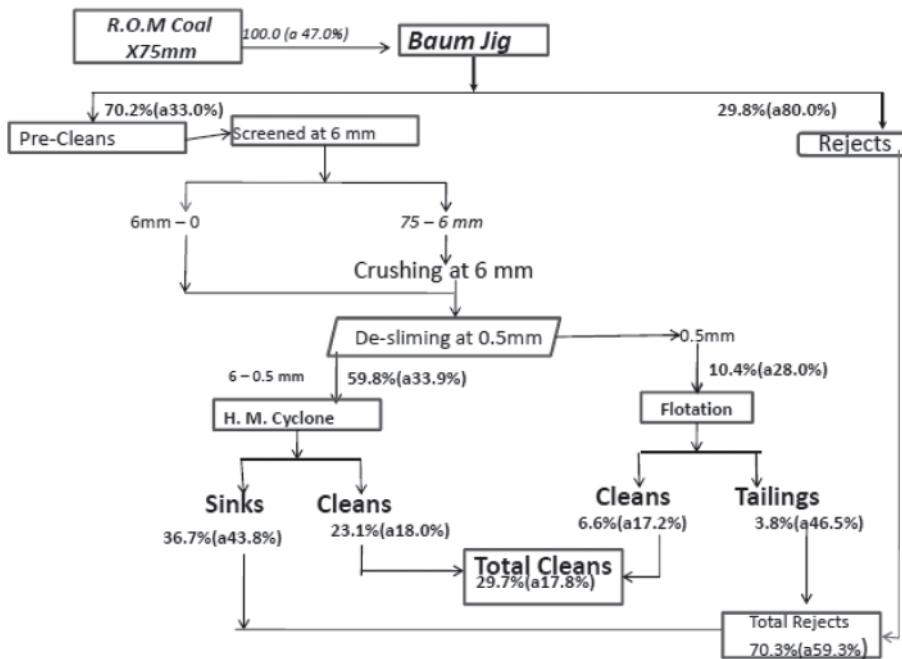 R.O.M Coal
X75mm
100.0 (a 47.0%)
Baum Jig
70.2%(a33.0%)
29.8%(a80.0%)
Pre-Cleans
Screened at 6 mm
Rejects
6mm – 0
75 – 6 mm
Crushing at 6 mm
De-sliming at 0.5mm
0.5mm
6 – 0.5 mm
59.8%(a33.9%)
10.4%(a28.0%)
H. M. Cyclone
Flotation
Sinks
Cleans
Cleans
Tailings
36.7%(a43.8%)
23.1%(a18.0%)
6.6%(a17.2%)
3.8%(a46.5%)
Total Cleans
29.7%(a17.8%)
Total Rejects
70.3%(a59.3%)